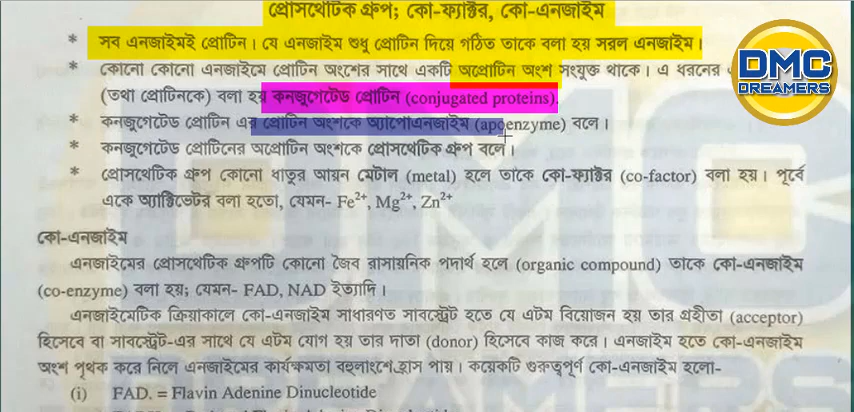 প্রোসথেটিক গ্রুপ; কো-ফ্যাক্টর, কো-এনজাইম
* সব এনজাইমই প্রোটিন। যে এনজাইম শুধু প্রোটিন দিয়ে গঠিত তাকে বলা হয় সরল এনজাইম।
* কোনো কোনো এনজাইমে প্রোটিন অংশের সাথে একটি অপ্রোটিন অংশ সংযুক্ত থাকে। এ ধরনের
(তথা প্রোটিনকে) বলা হয় কনজুগেটেড প্রোটিন (conjugated proteins).
* কনজুগেটেড প্রোটিন এর প্রোটিন অংশকে অ্যাপোএনজাইম (apoenzyme) বলে।
* কনজুগেটেড প্রোটিনের অপ্রোটিন অংশকে প্রোসথেটিক গ্রুপ বলে।
* প্রোসথেটিক গ্রুপ কোনো ধাতুর আয়ন মেটাল (metal) হলে তাকে কো-ফ্যাক্টর (co-factor) বলা হয়। পূর্বে
একে অ্যাক্টিভেটর বলা হতো, যেমন- Fe²⁺, Mg²⁺, Zn²⁺
কো-এনজাইম
এনজাইমের প্রোসথেটিক গ্রুপটি কোনো জৈব রাসায়নিক পদার্থ হলে (organic compound) তাকে কো-এনজাইম
(co-enzyme) বলা হয়; যেমন- FAD, NAD ইত্যাদি।
এনজাইমেটিক ক্রিয়াকালে কো-এনজাইম সাধারণত সাবস্ট্রেট হতে যে এটম বিয়োজন হয় তার গ্রহীতা (acceptor)
হিসেবে বা সাবস্ট্রেট-এর সাথে যে এটম যোগ হয় তার দাতা (donor) হিসেবে কাজ করে। এনজাইম হতে কো-এনজাইম
অংশ পৃথক করে নিলে এনজাইমের কার্যক্ষমতা বহুলাংশে হ্রাস পায়। কয়েকটি গুরুত্বপূর্ণ কো-এনজাইম হলো-
(i) FAD. = Flavin Adenine Dinucleotide
DMC
DREAMERS